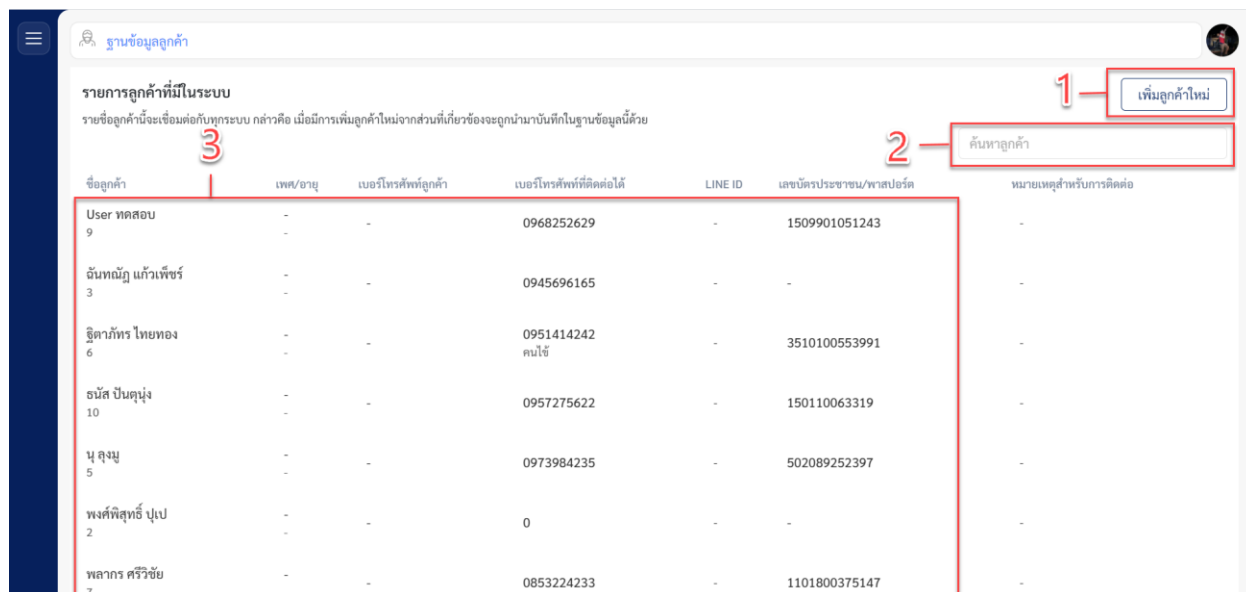 ฐานข้อมูลลูกค้า
รายการลูกค้าที่มีในระบบ
1
เพิ่มลูกค้าใหม่
รายชื่อลูกค้านี้จะเชื่อมต่อกับทุกระบบ กล่าวคือ เมื่อมีการเพิ่มลูกค้าใหม่จากส่วนที่เกี่ยวข้องจะถูกนำมาบันทึกในฐานข้อมูลนี้ด้วย
3
2
ค้นหาลูกค้า
ชื่อลูกค้า เพศ/อายุ เบอร์โทรศัพท์ลูกค้า เบอร์โทรศัพท์ที่ติดต่อได้ LINE ID เลขบัตรประชาชน/พาสปอร์ต หมายเหตุสำหรับการติดต่อ
User ทดสอบ - - 0968252629 - 1509901051243 -
9 -
ฉันทณัฏ แก้วเพ็ชร์ - - 0945696165 - - -
3 -
ฐิตาภัทร ไทยทอง - - 0951414242 - 3510100553991 -
6 - คนไข้
ธนัส ปันตุนุ่ง - - 0957275622 - 150110063319 -
10 -
นุ ลุงมู - - 0973984235 - 502089252397 -
5 -
พงศ์พิสุทธิ์ ปูเป - - 0 - - -
2 -
พลากร ศรีวิชัย - - 0853224233 - 1101800375147 -
7